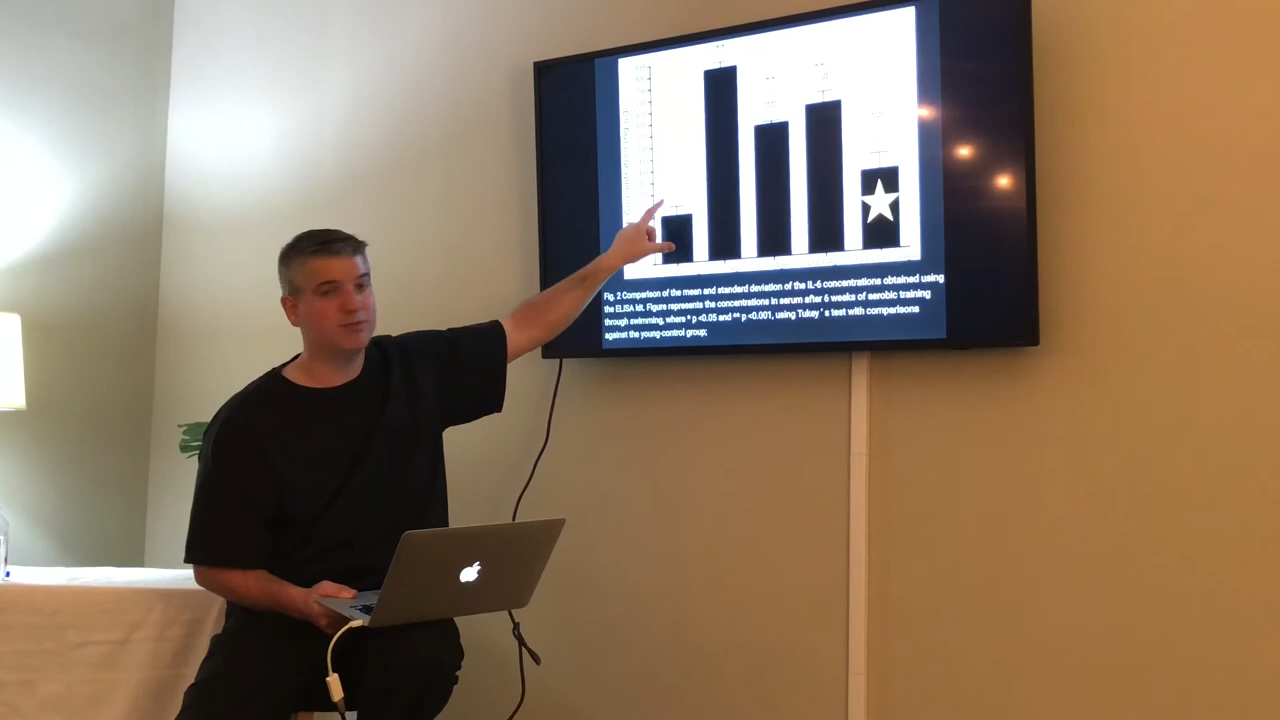 Fig. 2 Comparison of the mean and standard deviation of the IL-6 concentrations obtained using
the ELISA kit. Figure represents the concentrations in serum after 6 weeks of aerobic training
through swimming, where * p <0.05 and ** p <0.001, using Tukey ' s test with comparisons
against the young-control group;